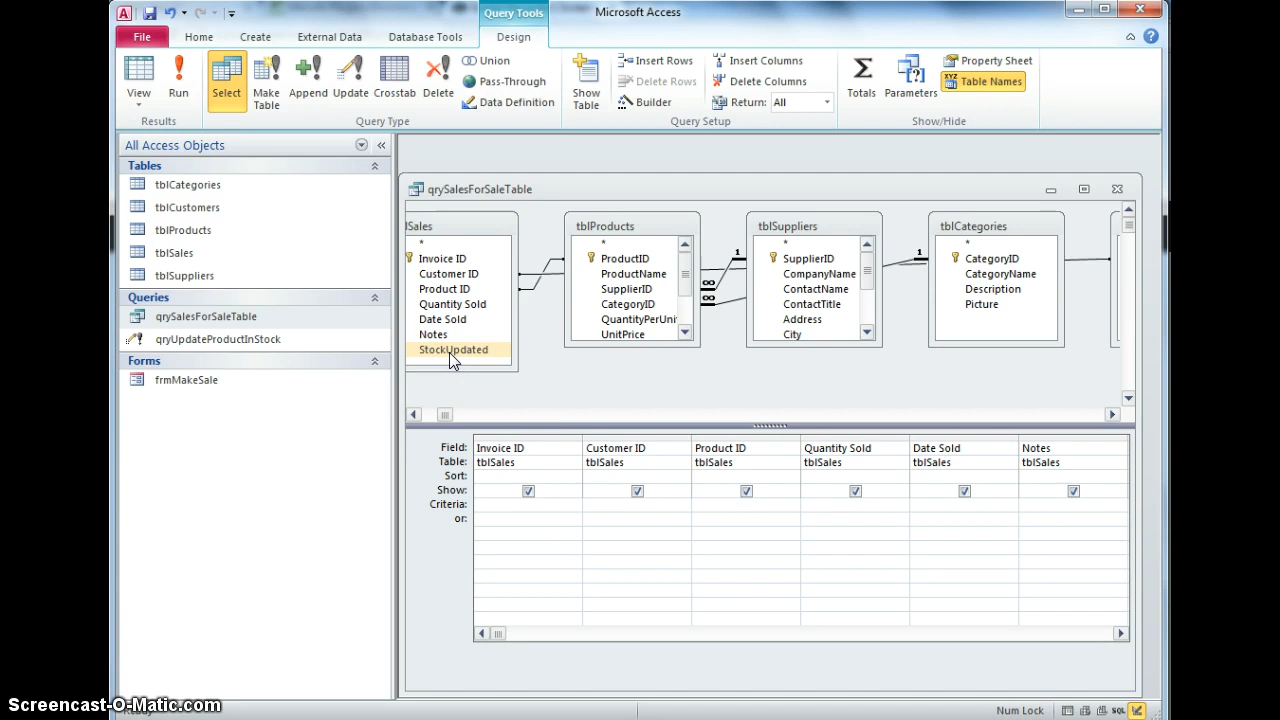 Query Tools
Microsoft Access
File
Home
Create
External Data
Database Tools
Design
View
Run
Select
Make Table
Append
Update
Crosstab
Delete
Union
Pass-Through
Data Definition
Show Table
Insert Rows
Delete Rows
Builder
Insert Columns
Delete Columns
Return: All
Totals
Parameters
Property Sheet
XYZ Table Names
Results
Query Type
Query Setup
Show/Hide
All Access Objects
Tables
tblCategories
tblCustomers
tblProducts
tblSales
tblSuppliers
Queries
qrySalesForSaleTable
qryUpdateProductInStock
Forms
frmMakeSale
qrySalesForSaleTable
lSales
*
Invoice ID
Customer ID
Product ID
Quantity Sold
Date Sold
Notes
StockUpdated
tblProducts
*
ProductID
ProductName
SupplierID
CategoryID
QuantityPerUni
UnitPrice
1
∞
∞
tblSuppliers
*
SupplierID
CompanyName
ContactName
ContactTitle
Address
City
1
tblCategories
*
CategoryID
CategoryName
Description
Picture
Field: Invoice ID Customer ID Product ID Quantity Sold Date Sold Notes
Table: tblSales tblSales tblSales tblSales tblSales tblSales
Sort:
Show:
Criteria:
or:
Num Lock
SQL
Screencast-O-Matic.com